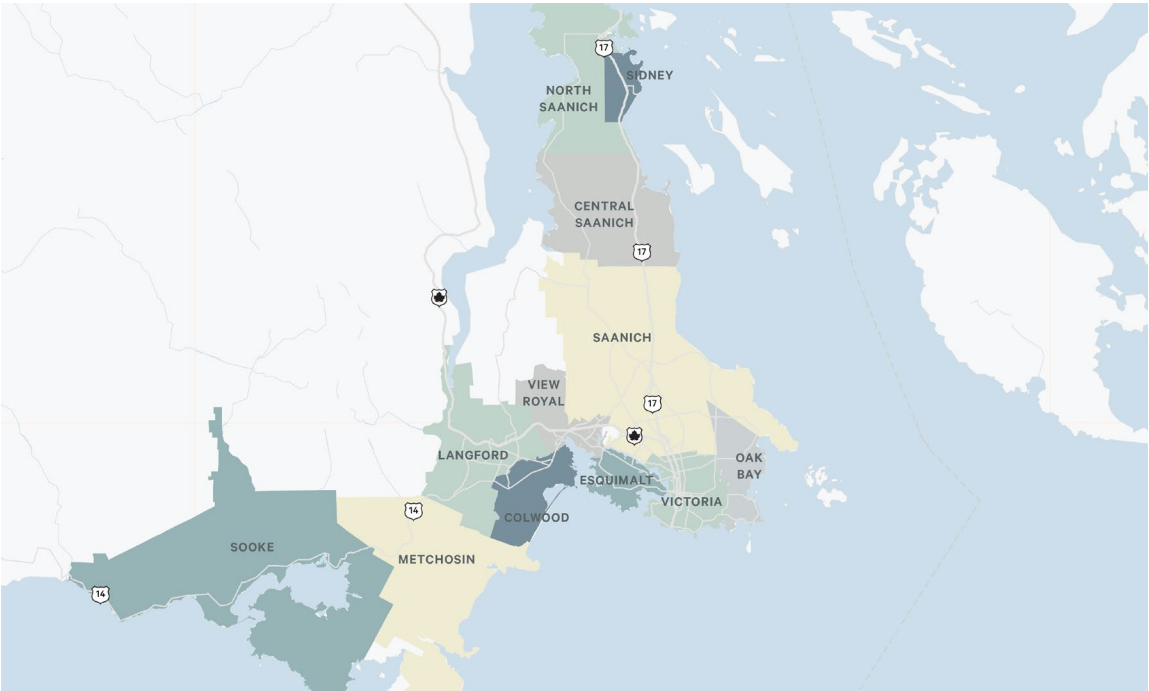 17
SIDNEY
NORTH
SAANICH
CENTRAL
SAANICH
17
SAANICH
VIEW
ROYAL
17
LANGFORD
OAK
BAY
ESQUIMALT
VICTORIA
14
COLWOOD
SOOKE
METCHOSIN
14